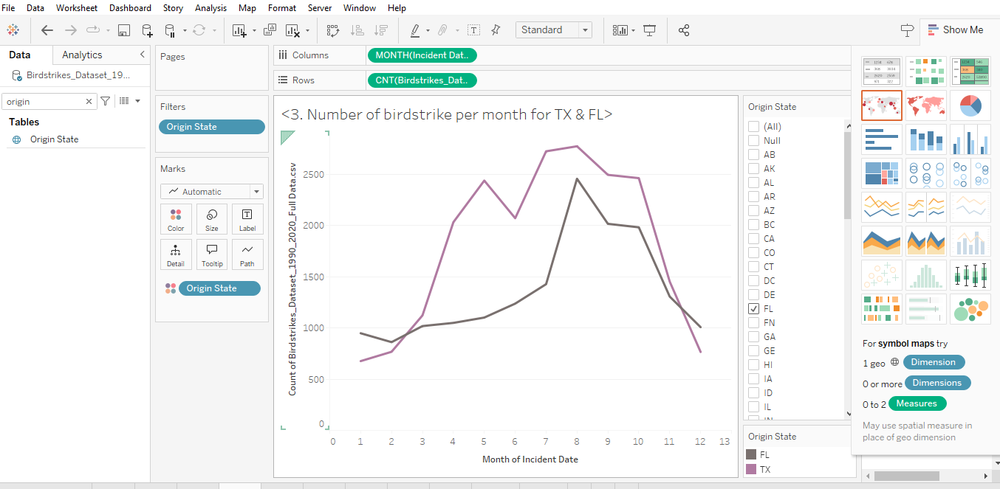 File Data Worksheet Dashboard Story Analysis Map Format Server Window Help
Standard
Show Me
Data Analytics
Birdstrikes_Dataset_19...
origin
Tables
Origin State
Pages
Filters
Origin State
Marks
Automatic
Color Size Label
Detail Tooltip Path
Origin State
Columns MONTH(Incident Dat..
Rows CNT(Birdstrikes_Dat..
<3. Number of birdstrike per month for TX & FL>
Count of Birdstrikes_Dataset_1990_2020_Full Data.csv
2500
2000
1500
1000
500
0
0 1 2 3 4 5 6 7 8 9 10 11 12 13
Month of Incident Date
Origin State
(All)
Null
AB
AK
AL
AR
AZ
BC
CA
CO
CT
DC
DE
FL
FN
GA
GE
HI
IA
ID
IL
Origin State
FL
TX
For symbol maps try
1 geo Dimension
0 or more Dimensions
0 to 2 Measures
May use spatial measure in
place of geo dimension